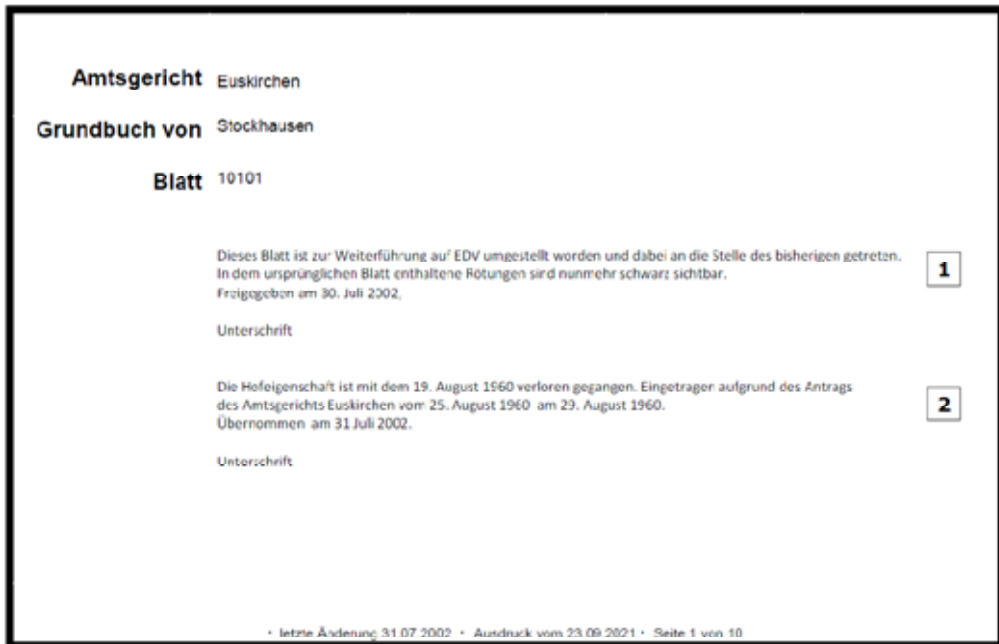 Amtsgericht Euskirchen
Grundbuch von Stockhausen
Blatt 10101
Dieses Blatt ist zur Weiterführung auf EDV umgestellt worden und dabei an die Stelle des bisherigen getreten.
In dem ursprünglichen Blatt enthaltene Rötungen sind nunmehr schwarz sichtbar.
Freigegeben am 30. Juli 2002.
1
Unterschrift
Die Hofeigenschaft ist mit dem 19. August 1960 verloren gegangen. Eingetragen aufgrund des Antrags
des Amtsgerichts Euskirchen vom 25. August 1960 am 29. August 1960.
Übernommen am 31 Juli 2002.
2
Unterschrift
· letzte Änderung 31.07.2002 · Ausdruck vom 23.09.2021 · Seite 1 von 10